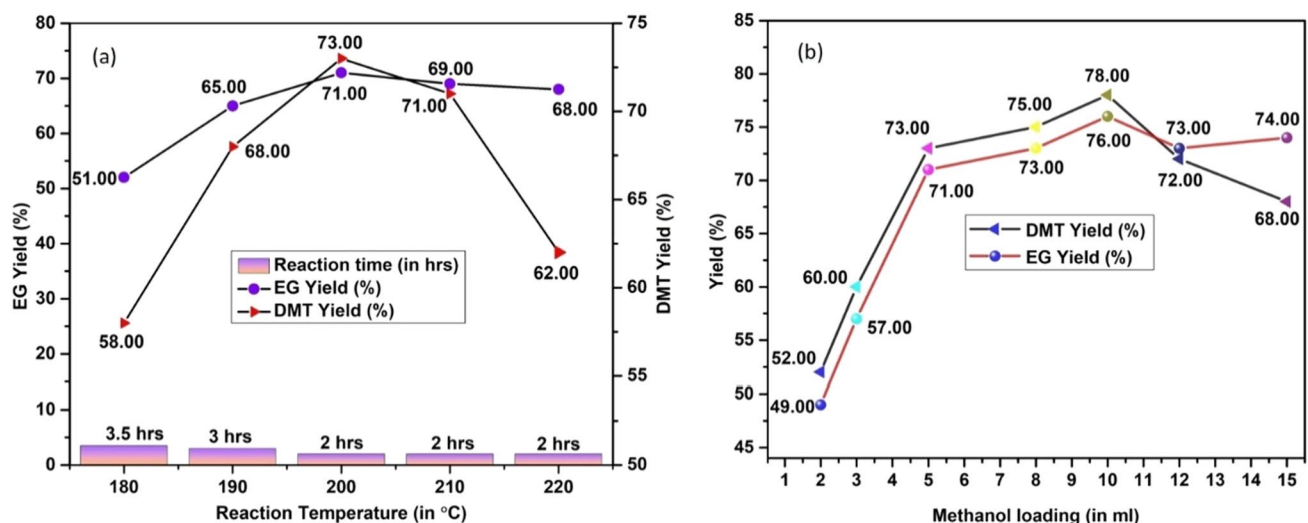 (a)
EG Yield (%)
80
70
60
50
40
30
20
10
0
DMT Yield (%)
75
70
65
60
55
50
51.00
65.00
73.00
71.00
69.00
71.00
68.00
68.00
58.00
62.00
Reaction time (in hrs)
EG Yield (%)
DMT Yield (%)
3.5 hrs
3 hrs
2 hrs
2 hrs
2 hrs
180 190 200 210 220
Reaction Temperature (in °C)
(b)
Yield (%)
85
80
75
70
65
60
55
50
45
78.00
75.00
73.00
76.00
73.00
74.00
71.00
73.00
72.00
68.00
60.00
57.00
52.00
49.00
DMT Yield (%)
EG Yield (%)
1 2 3 4 5 6 7 8 9 10 11 12 13 14 15
Methanol loading (in ml)